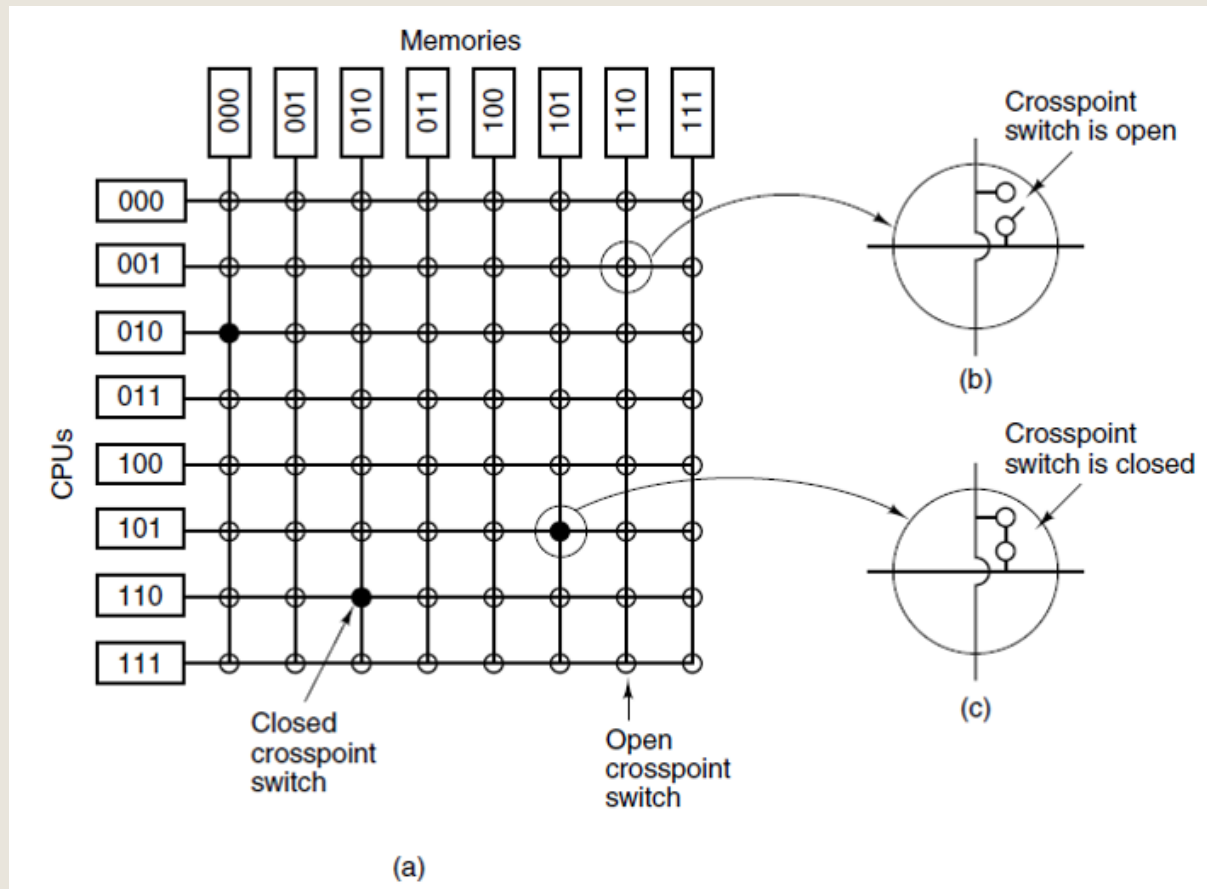 Memories
000
001
010
011
100
101
110
111
CPUs
000
001
010
011
100
101
110
111
Closed
crosspoint
switch
Open
crosspoint
switch
(a)
Crosspoint
switch is open
(b)
Crosspoint
switch is closed
(c)